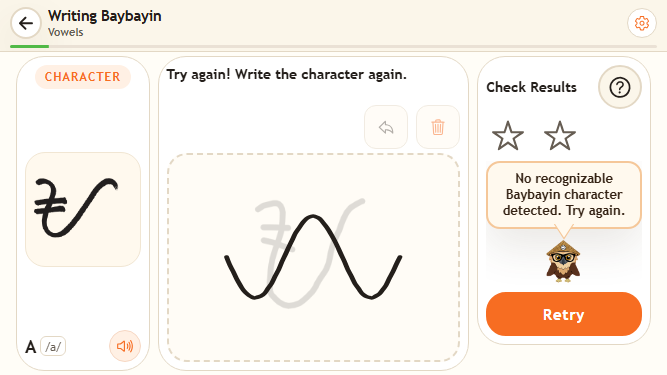 Writing Baybayin
Vowels
CHARACTER
ᜀ
A /a/
Try again! Write the character again.
Check Results
?
No recognizable
Baybayin character
detected. Try again.
Retry